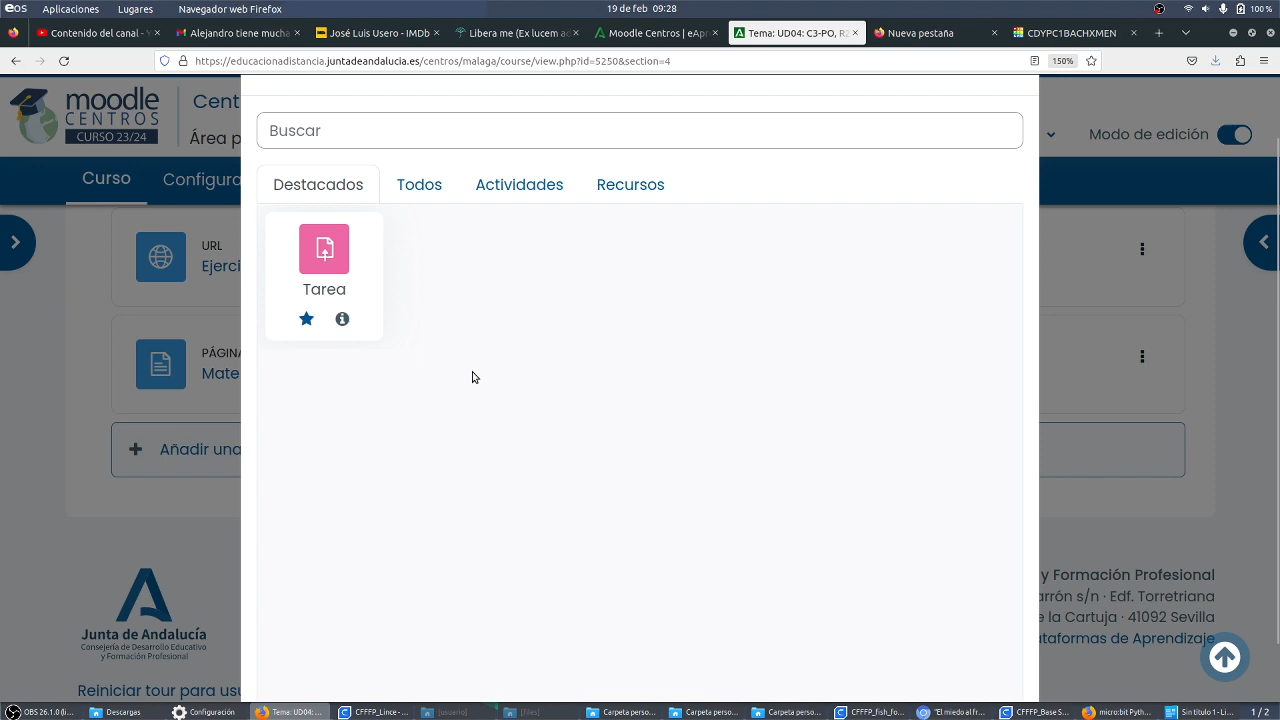 eos Aplicaciones Lugares Navegador web Firefox 19 de feb 09:28 100 %
Contenido del canal - Y
Alejandro tiene mucha
José Luis Usero - IMDb
Libera me (Ex lucem ad
Moodle Centros | eApr
Tema: UD04: C3-PO, R2
Nueva pestaña
CDYPC1BACHXMEN
https://educacionadistancia.juntadeandalucia.es/centros/malaga/course/view.php?id=5250&section=4 150%
moodle
CENTROS
CURSO 23/24
Cent
Área p
Modo de edición
Curso Configura
Buscar
Destacados Todos Actividades Recursos
Tarea
URL
Ejerci
PÁGINA
Mate
Añadir una
y Formación Profesional
arrón s/n · Edf. Torretriana
e la Cartuja · 41092 Sevilla
ataformas de Aprendizaje
Junta de Andalucía
Consejería de Desarrollo Educativo
y Formación Profesional
Reiniciar tour para usu
OBS 26.1.0 (li... Descargas Configuración Tema: UD04:... CFFFP_Lince - ... [usuario] [files] Carpeta perso... Carpeta perso... Carpeta perso... CFFFP_fish_fo... "El miedo al fr... CFFFP_Base S... micro:bit Pyth... Sin título 1 - Li... 1 / 2